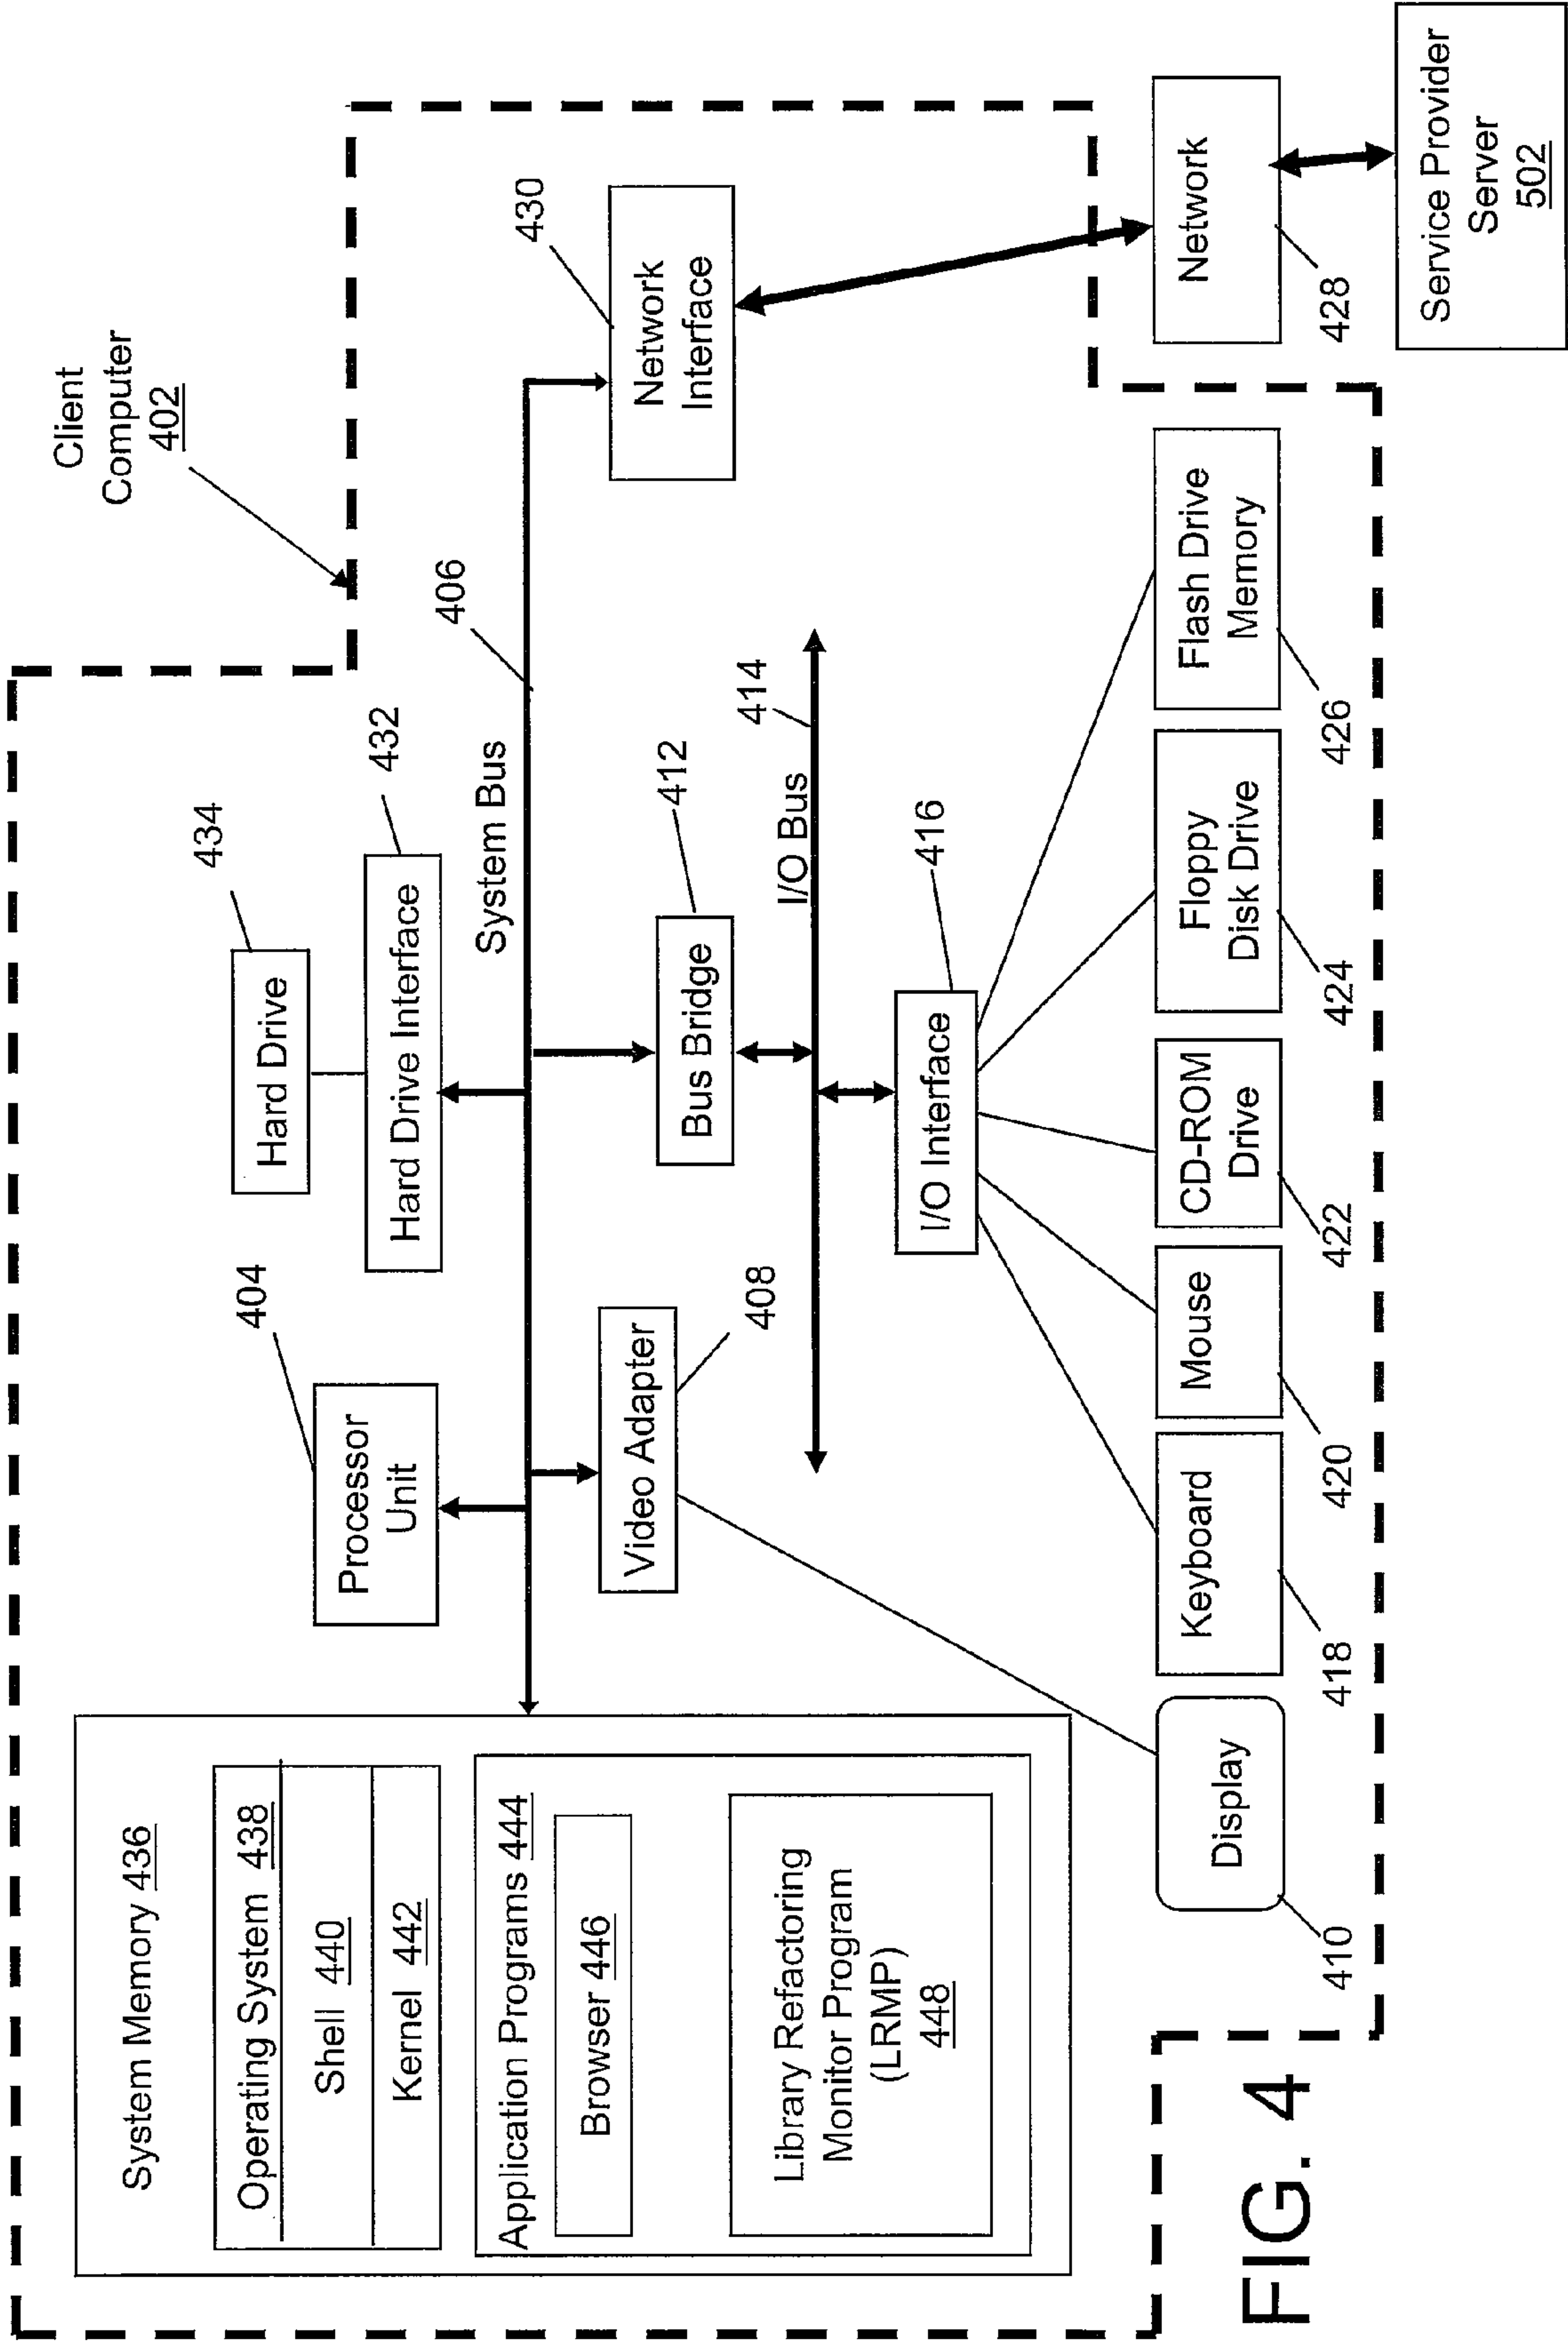 Client
Computer
402
System Memory 436
Operating System 438
Shell 440
Kernel 442
Application Programs 444
Browser 446
Library Refactoring
Monitor Program
(LRMP)
448
404
Processor
Unit
434
Hard Drive
432
Hard Drive Interface
System Bus
406
430
Network
Interface
Video Adapter
408
412
Bus Bridge
414
I/O Bus
416
I/O Interface
Display
410
Keyboard
418
Mouse
420
CD-ROM
Drive
422
Floppy
Disk Drive
424
Flash Drive
Memory
426
Network
428
Service Provider
Server
502
FIG. 4